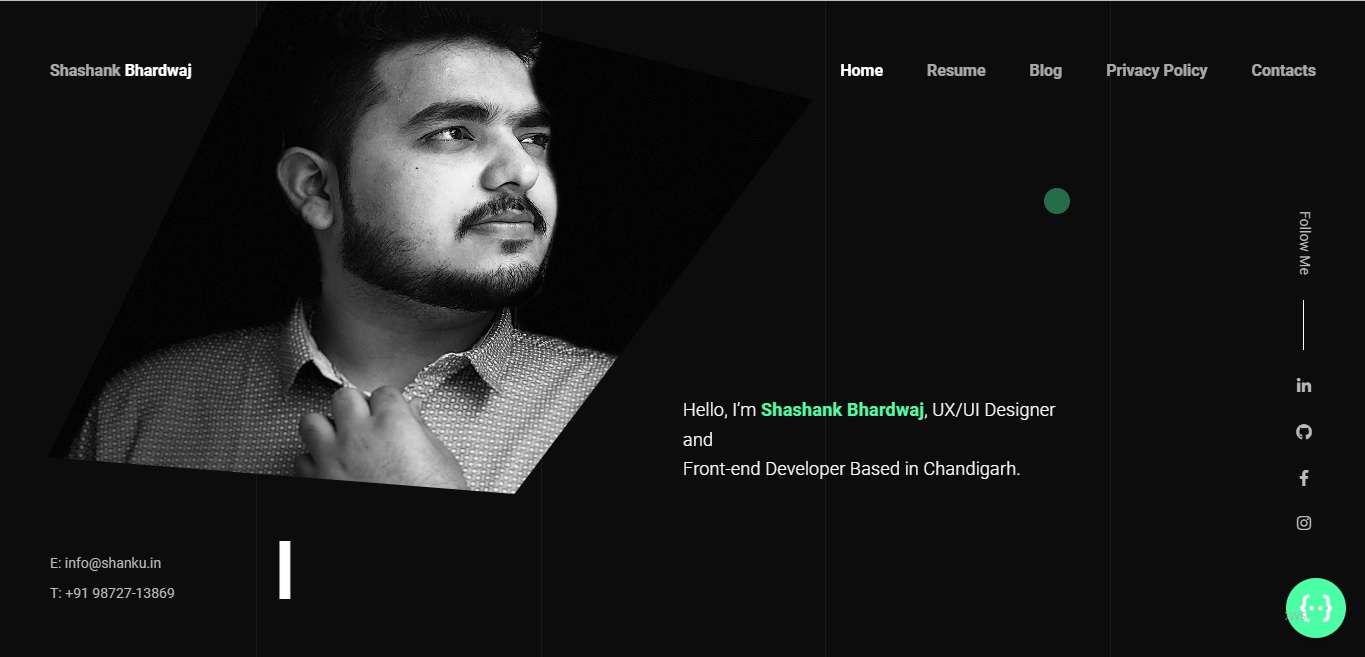 Shashank Bhardwaj
Home Resume Blog Privacy Policy Contacts
Follow Me
Hello, I’m Shashank Bhardwaj, UX/UI Designer
and
Front-end Developer Based in Chandigarh.
E: info@shanku.in
T: +91 98727-13869
{··}